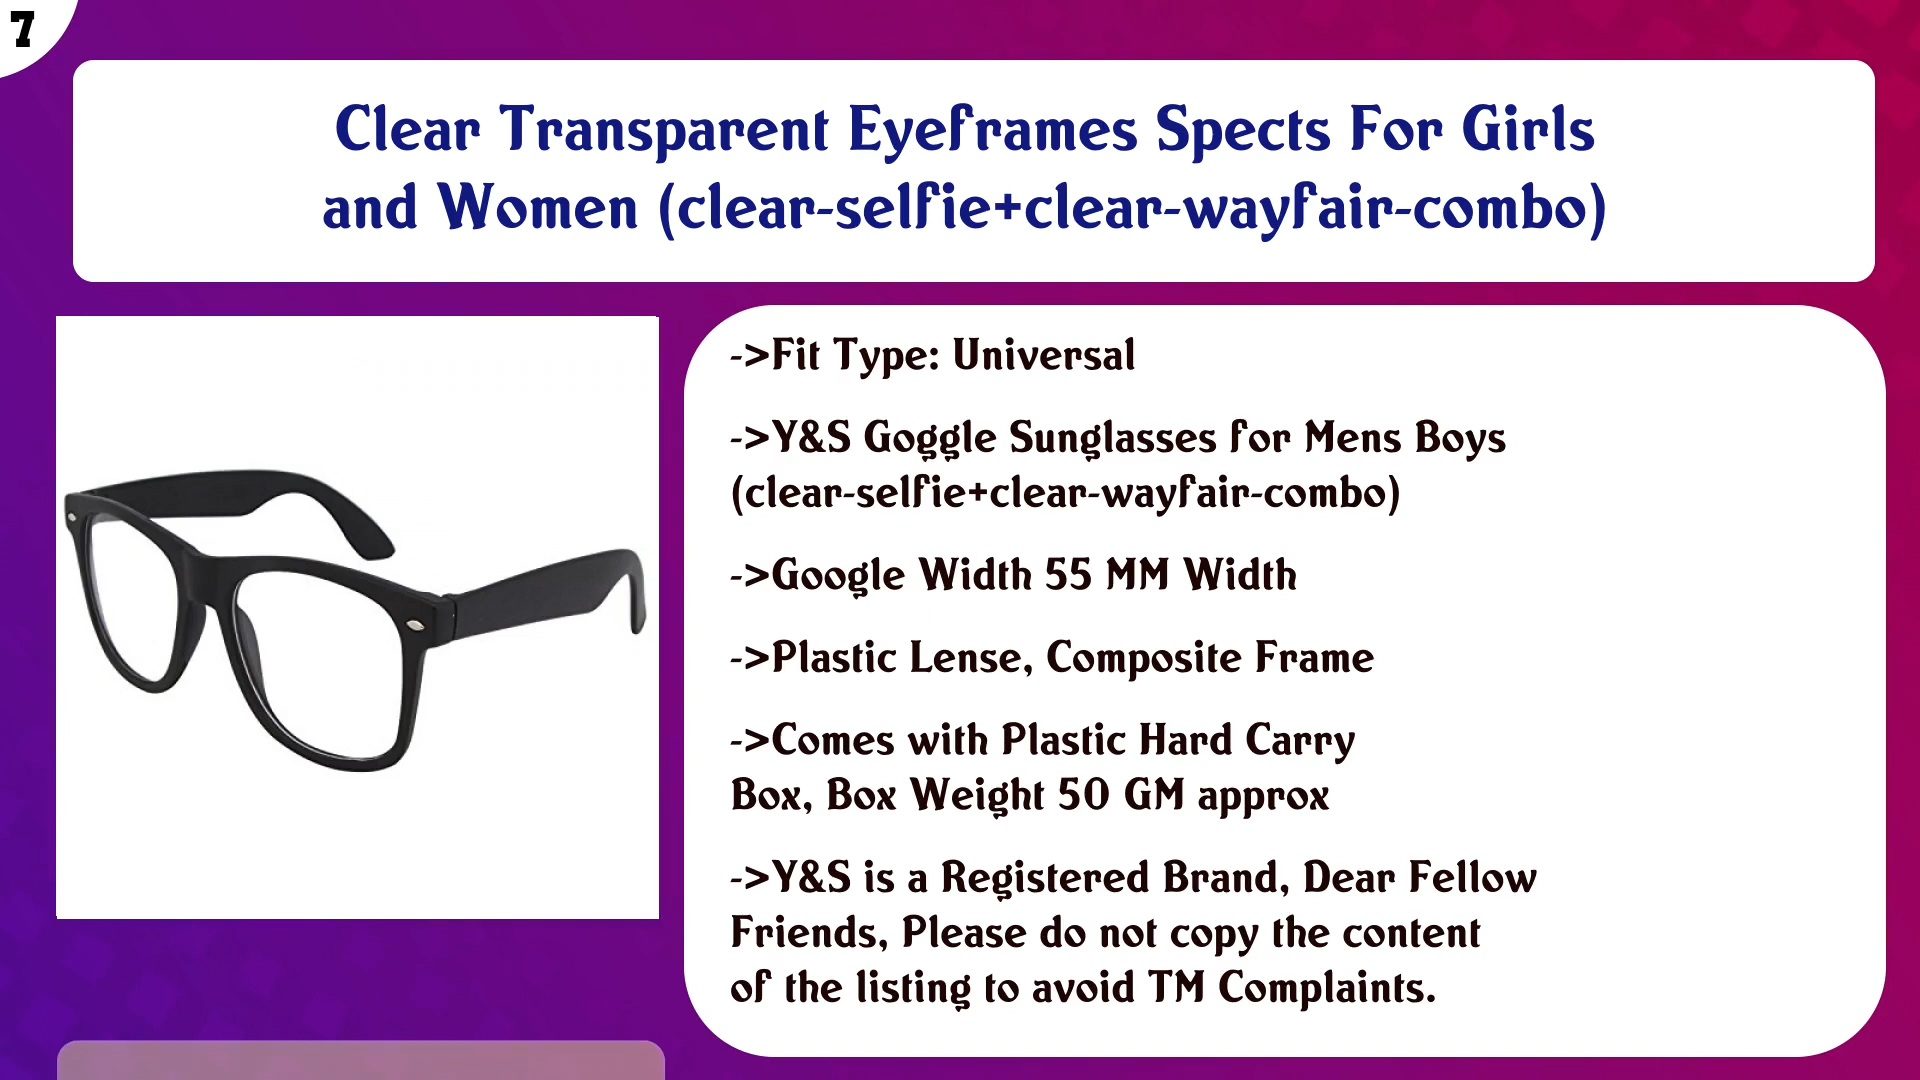 7
Clear Transparent Eyeframes Spects For Girls
and Women (clear-selfie+clear-wayfair-combo)
->Fit Type: Universal
->Y&S Goggle Sunglasses for Mens Boys
(clear-selfie+clear-wayfair-combo)
->Google Width 55 MM Width
->Plastic Lense, Composite Frame
->Comes with Plastic Hard Carry
Box, Box Weight 50 GM approx
->Y&S is a Registered Brand, Dear Fellow
Friends, Please do not copy the content
of the listing to avoid TM Complaints.